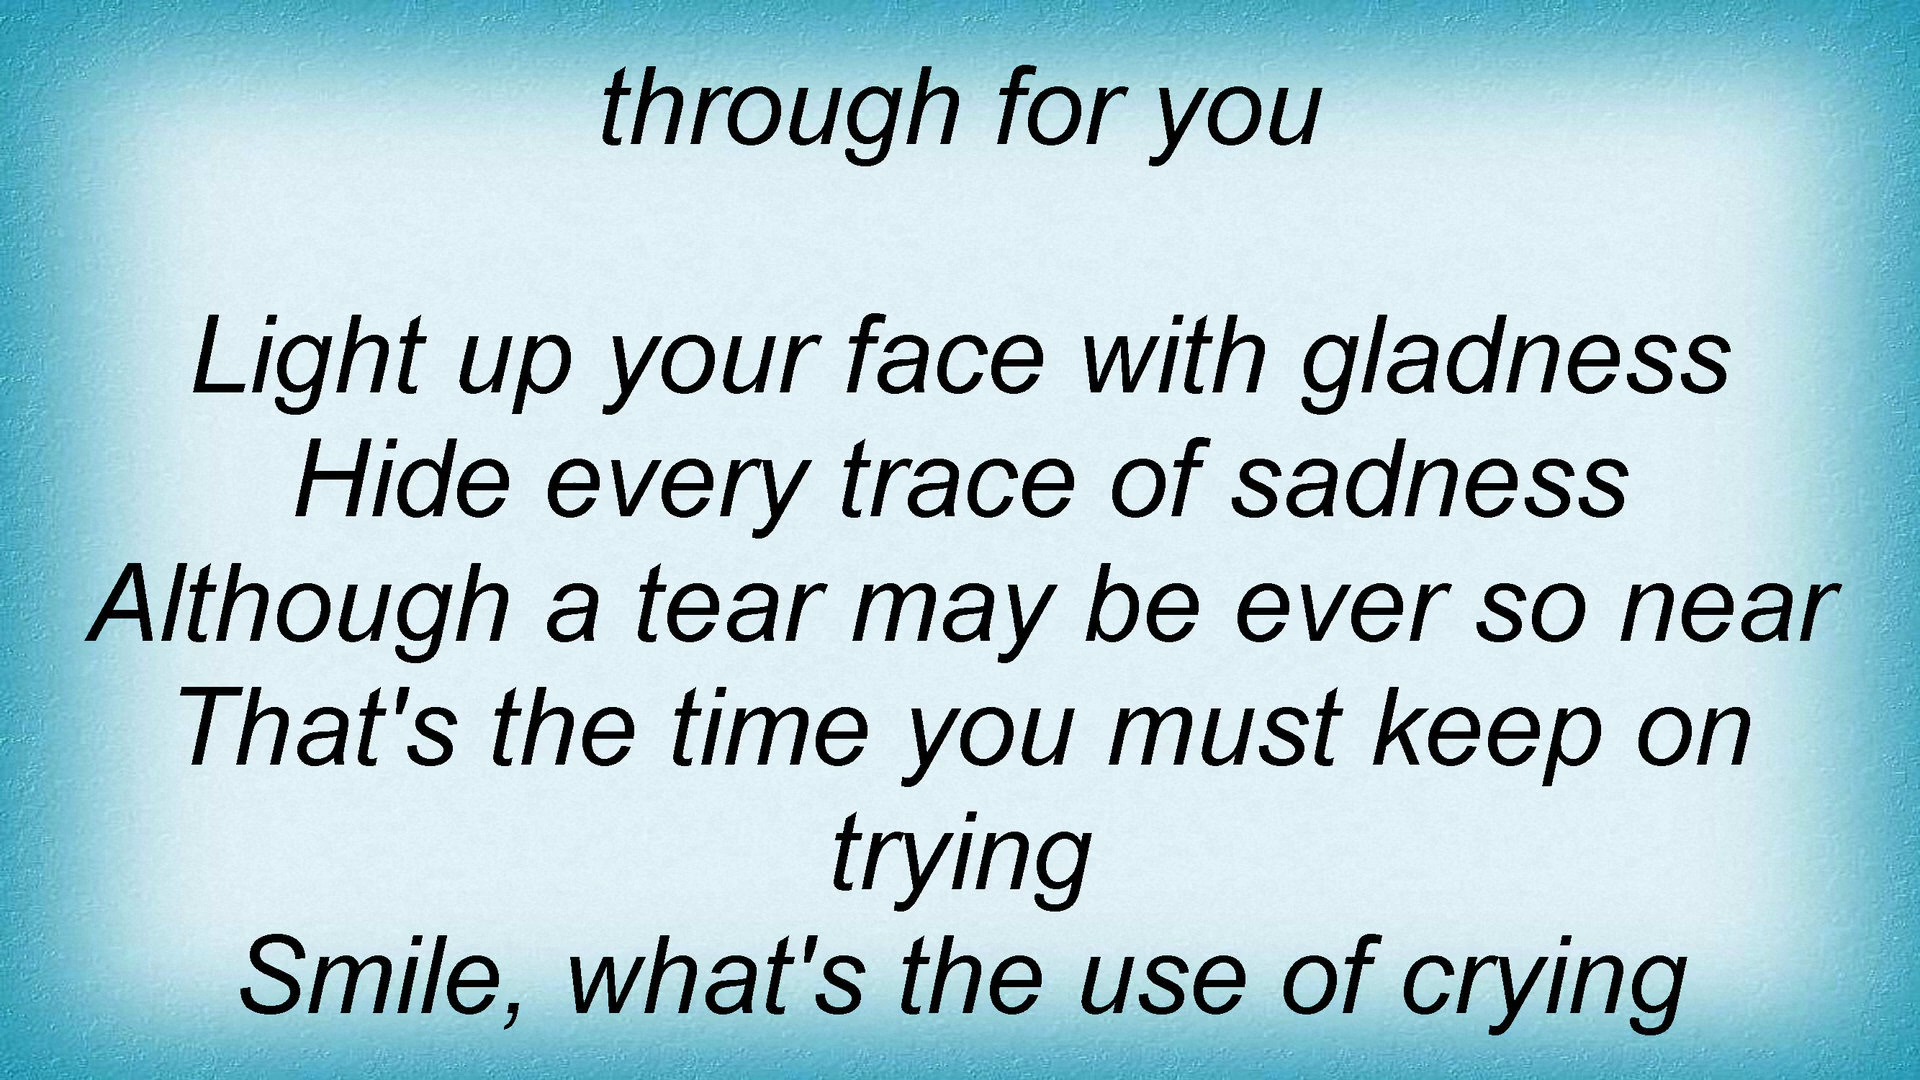 through for you
Light up your face with gladness
Hide every trace of sadness
Although a tear may be ever so near
That's the time you must keep on
trying
Smile, what's the use of crying